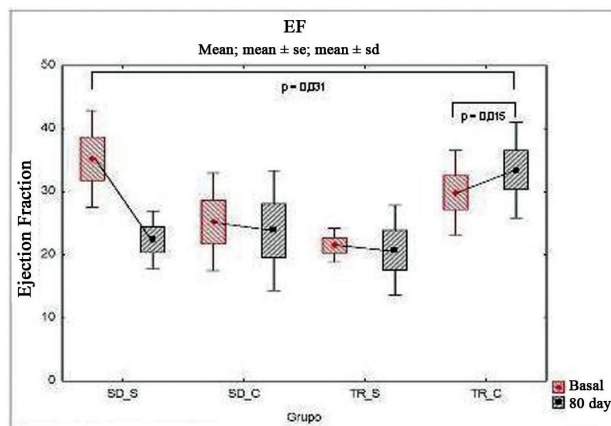 EF
Mean; mean ± se; mean ± sd
50
p = 0,031
40
p = 0,015
30
20
10
0
Ejection Fraction
SD_S SD_C TR_S TR_C
Grupo
Basal
80 day